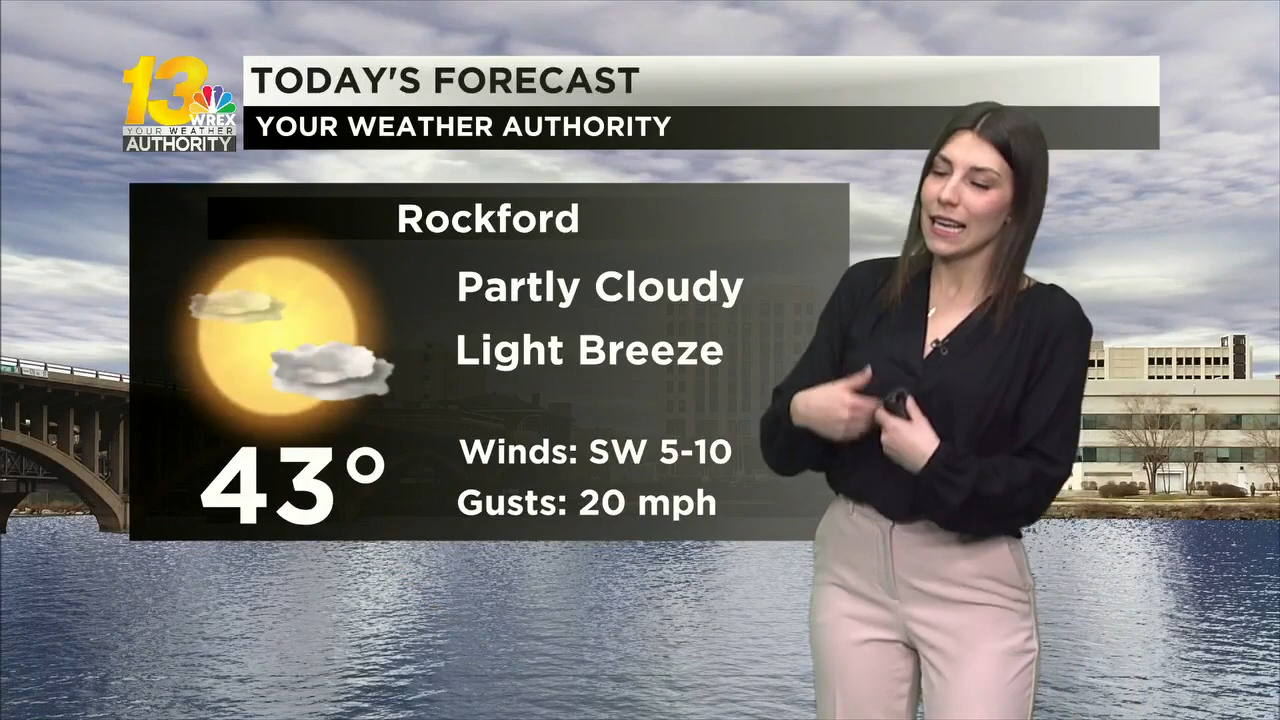 13
WREX
YOUR WEATHER
AUTHORITY
TODAY'S FORECAST
YOUR WEATHER AUTHORITY
Rockford
Partly Cloudy
Light Breeze
43°
Winds: SW 5-10
Gusts: 20 mph